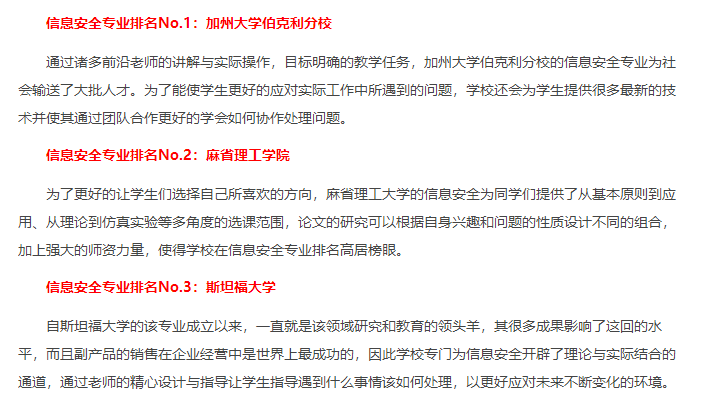 信息安全专业排名No.1：加州大学伯克利分校
通过诸多前沿老师的讲解与实际操作，目标明确的教学任务，加州大学伯克利分校的信息安全专业为社
会输送了大批人才。为了能使学生更好的应对实际工作中所遇到的问题，学校还会为学生提供很多最新的技
术并使其通过团队合作更好的学会如何协作处理问题。
信息安全专业排名No.2：麻省理工学院
为了更好的让学生们选择自己所喜欢的方向，麻省理工大学的信息安全为同学们提供了从基本原则到应
用、从理论到仿真实验等多角度的选课范围，论文的研究可以根据自身兴趣和问题的性质设计不同的组合，
加上强大的师资力量，使得学校在信息安全专业排名高居榜眼。
信息安全专业排名No.3：斯坦福大学
自斯坦福大学的该专业成立以来，一直就是该领域研究和教育的领头羊，其很多成果影响了这回的水
平，而且副产品的销售在企业经营中是世界上最成功的，因此学校专门为信息安全开辟了理论与实际结合的
通道，通过老师的精心设计与指导让学生指导遇到什么事情该如何处理，以更好应对未来不断变化的环境。